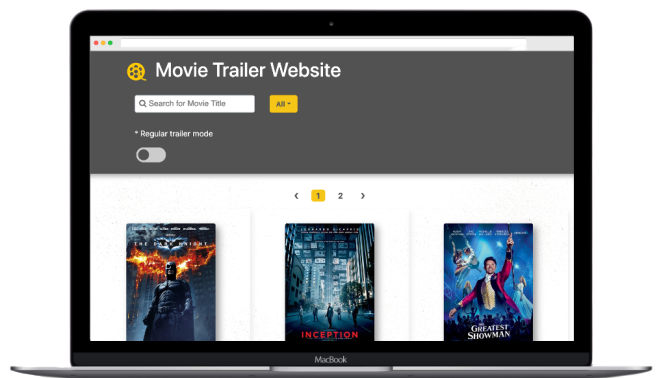 Movie Trailer Website
Search for Movie Title
All
* Regular trailer mode
1 2
THE DARK KNIGHT
LEONARDO DICAPRIO
INCEPTION
THE
GREATEST
SHOWMAN
MacBook